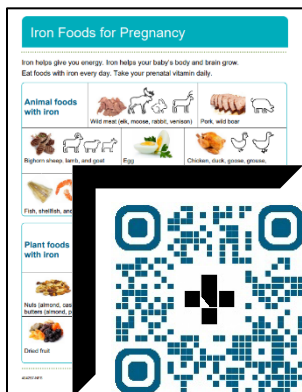 Iron Foods for Pregnancy
Iron helps give you energy. Iron helps your baby's body and brain grow.
Eat foods with iron every day. Take your prenatal vitamin daily.
Animal foods
with iron
Wild meat (elk, moose, rabbit, venison)
Pork, wild boar
Bighorn sheep, lamb, and goat
Egg
Chicken, duck, goose, grouse,
Fish, shellfish, and
Plant foods
with iron
Nuts (almond, cas
butters (almond, p
Dried fruit